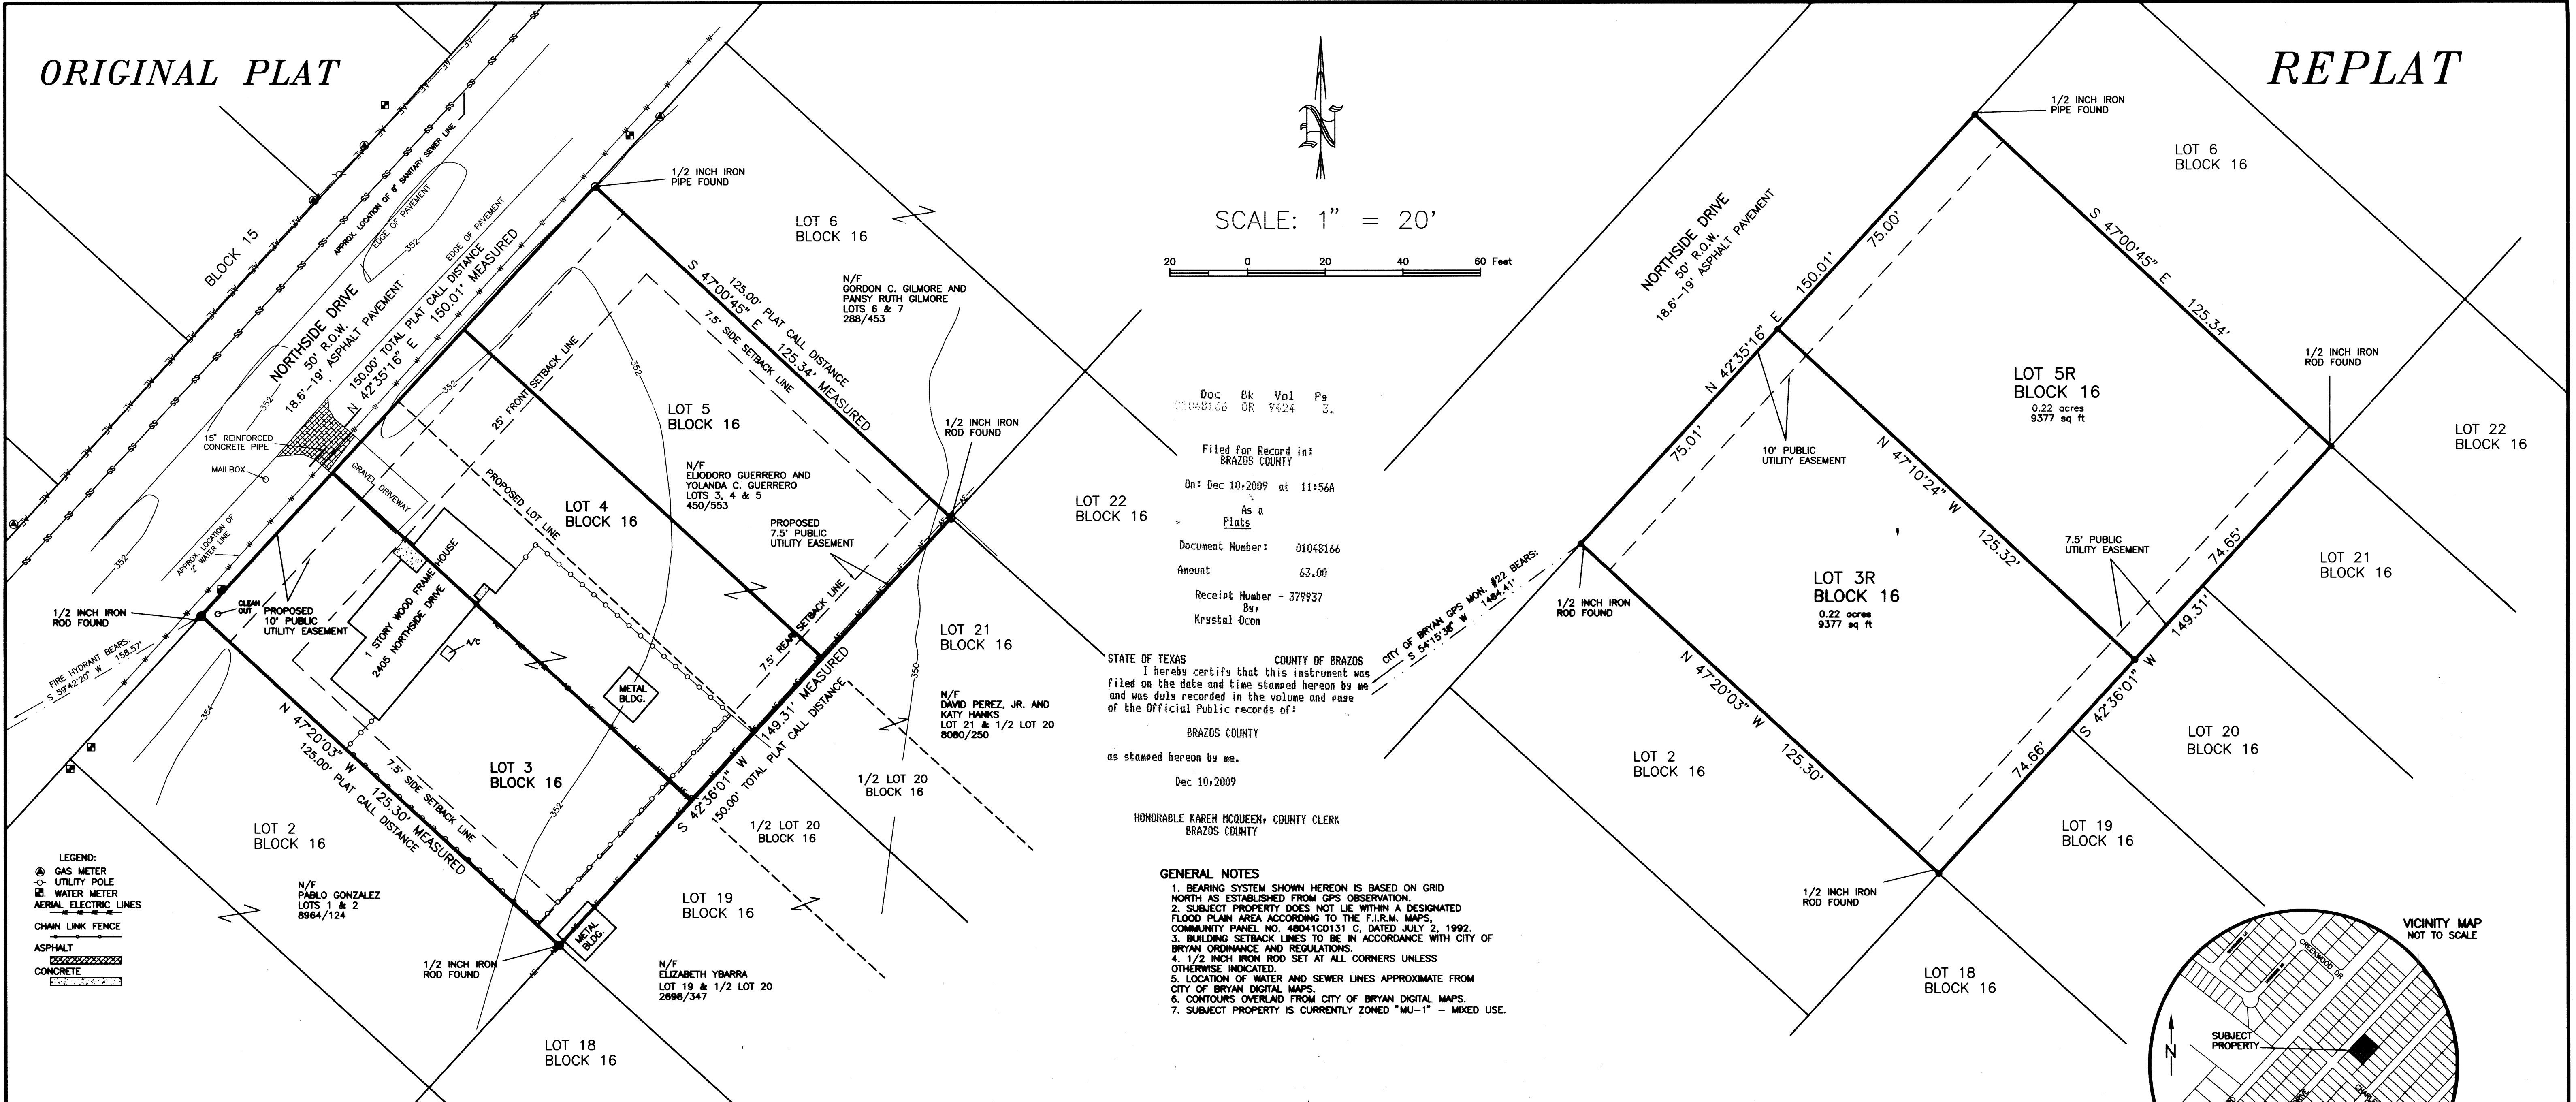 ORIGINAL PLAT
BLOCK 15
APPROX. LOCATION OF 6" SANITARY SEWER LINE
EDGE OF PAVEMENT
352
EDGE OF PAVEMENT
NORTHSIDE DRIVE
50' R.O.W.
18.6'-19' ASPHALT PAVEMENT
150.00' TOTAL PLAT CALL DISTANCE
N 42°35'16" E
150.01' MEASURED
1/2 INCH IRON
PIPE FOUND
LOT 6
BLOCK 16
N/F
GORDON C. GILMORE AND
PANSY RUTH GILMORE
LOTS 6 & 7
288/453
125.00' PLAT CALL DISTANCE
S 47°00'45" E
125.34' MEASURED
7.5' SIDE SETBACK LINE
25' FRONT SETBACK LINE
352
352
352
15" REINFORCED
CONCRETE PIPE
MAILBOX
GRAVEL DRIVEWAY
LOT 5
BLOCK 16
N/F
ELIODORO GUERRERO AND
YOLANDA C. GUERRERO
LOTS 3, 4 & 5
450/553
1/2 INCH IRON
ROD FOUND
LOT 22
BLOCK 16
PROPOSED LOT LINE
LOT 4
BLOCK 16
PROPOSED
7.5' PUBLIC
UTILITY EASEMENT
APPROX. LOCATION OF
2" WATER LINE
352
1/2 INCH IRON
ROD FOUND
CLEAN
OUT
PROPOSED
10' PUBLIC
UTILITY EASEMENT
1 STORY WOOD FRAME HOUSE
2405 NORTHSIDE DRIVE
A/C
FIRE HYDRANT BEARS:
S 59°42'20" W 158.57'
METAL
BLDG.
7.5' REAR SETBACK LINE
LOT 21
BLOCK 16
350
N/F
DAVID PEREZ, JR. AND
KATY HANKS
LOT 21 & 1/2 LOT 20
8080/250
354
N 47°20'03" W
125.30' MEASURED
125.00' PLAT CALL DISTANCE
7.5' SIDE SETBACK LINE
LOT 3
BLOCK 16
352
S 42°36'01" W
149.31' MEASURED
150.00' TOTAL PLAT CALL DISTANCE
1/2 LOT 20
BLOCK 16
1/2 LOT 20
BLOCK 16
LOT 2
BLOCK 16
N/F
PABLO GONZALEZ
LOTS 1 & 2
8964/124
LOT 19
BLOCK 16
METAL
BLDG.
1/2 INCH IRON
ROD FOUND
N/F
ELIZABETH YBARRA
LOT 19 & 1/2 LOT 20
2698/347
LOT 18
BLOCK 16
LEGEND:
GAS METER
UTILITY POLE
WATER METER
AERIAL ELECTRIC LINES
CHAIN LINK FENCE
ASPHALT
CONCRETE
N
SCALE: 1" = 20'
20 0 20 40 60 Feet
Doc Bk Vol Pg
01048166 OR 9424
Filed for Record in:
BRAZOS COUNTY
On: Dec 10,2009 at 11:56A
As a
Plats
Document Number: 01048166
Amount 63.00
Receipt Number - 379937
By,
Krystal Ocon
STATE OF TEXAS COUNTY OF BRAZOS
I hereby certify that this instrument was
filed on the date and time stamped hereon by me
and was duly recorded in the volume and page
of the Official Public records of:
BRAZOS COUNTY
as stamped hereon by me.
Dec 10,2009
HONORABLE KAREN MCQUEEN, COUNTY CLERK
BRAZOS COUNTY
GENERAL NOTES
1. BEARING SYSTEM SHOWN HEREON IS BASED ON GRID
NORTH AS ESTABLISHED FROM GPS OBSERVATION.
2. SUBJECT PROPERTY DOES NOT LIE WITHIN A DESIGNATED
FLOOD PLAIN AREA ACCORDING TO THE F.I.R.M. MAPS,
COMMUNITY PANEL NO. 48041C0131 C, DATED JULY 2, 1992.
3. BUILDING SETBACK LINES TO BE IN ACCORDANCE WITH CITY OF
BRYAN ORDINANCE AND REGULATIONS.
4. 1/2 INCH IRON ROD SET AT ALL CORNERS UNLESS
OTHERWISE INDICATED.
5. LOCATION OF WATER AND SEWER LINES APPROXIMATE FROM
CITY OF BRYAN DIGITAL MAPS.
6. CONTOURS OVERLAID FROM CITY OF BRYAN DIGITAL MAPS.
7. SUBJECT PROPERTY IS CURRENTLY ZONED "MU-1" - MIXED USE.
REPLAT
1/2 INCH IRON
PIPE FOUND
LOT 6
BLOCK 16
NORTHSIDE DRIVE
50' R.O.W.
18.6'-19' ASPHALT PAVEMENT
75.00'
150.01'
N 42°35'16" E
75.01'
S 47°00'45" E
125.34'
1/2 INCH IRON
ROD FOUND
LOT 5R
BLOCK 16
0.22 acres
9377 sq ft
LOT 22
BLOCK 16
10' PUBLIC
UTILITY EASEMENT
N 47°10'24" W
125.32'
7.5' PUBLIC
UTILITY EASEMENT
74.65'
LOT 21
BLOCK 16
CITY OF BRYAN GPS MON. #22 BEARS:
S 54°15'38" W 1484.41'
1/2 INCH IRON
ROD FOUND
LOT 3R
BLOCK 16
0.22 acres
9377 sq ft
149.31'
S 42°36'01" W
74.66'
N 47°20'03" W
125.30'
LOT 20
BLOCK 16
LOT 2
BLOCK 16
LOT 19
BLOCK 16
1/2 INCH IRON
ROD FOUND
LOT 18
BLOCK 16
VICINITY MAP
NOT TO SCALE
CREEKWOOD DR
SUBJECT
PROPERTY
N